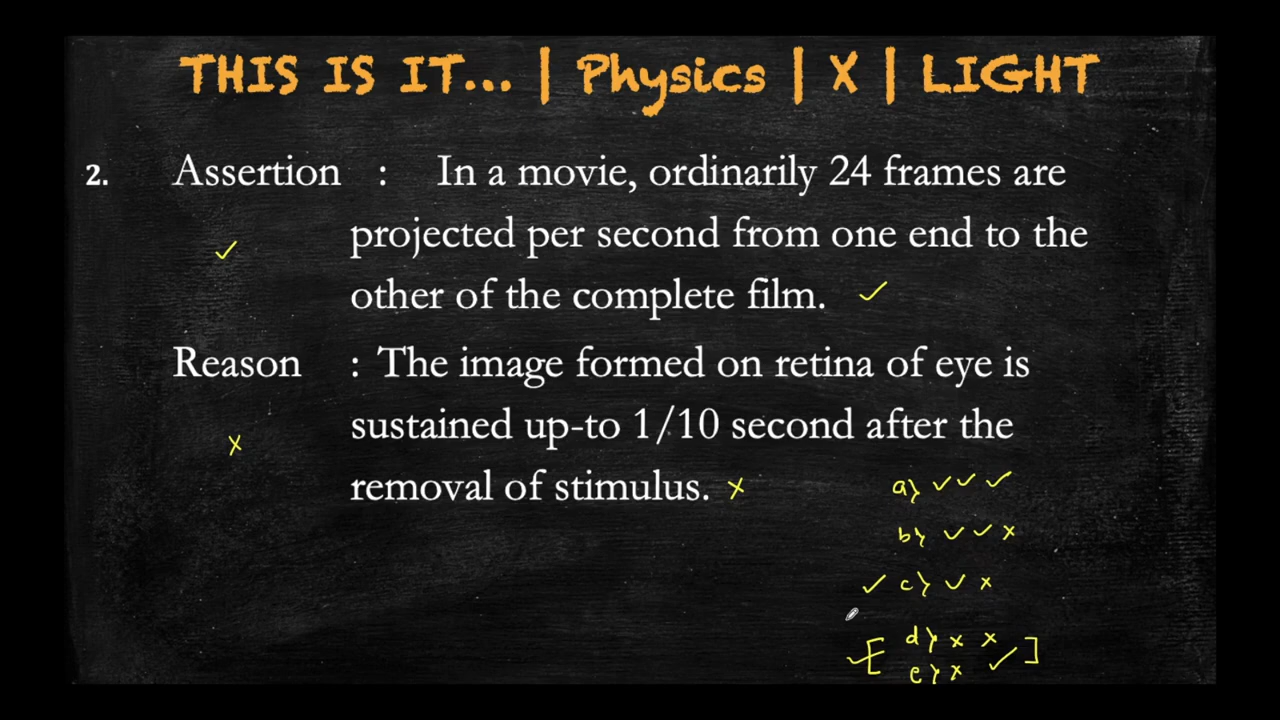 THIS IS IT... | Physics | X | LIGHT
2. Assertion : In a movie, ordinarily 24 frames are
projected per second from one end to the
✓
other of the complete film. ✓
Reason : The image formed on retina of eye is
sustained up-to 1/10 second after the
x
removal of stimulus. x
a} ✓ ✓ ✓
b} ✓ ✓ x
✓ c} ✓ x
[ d} x x
e} x ✓ ]